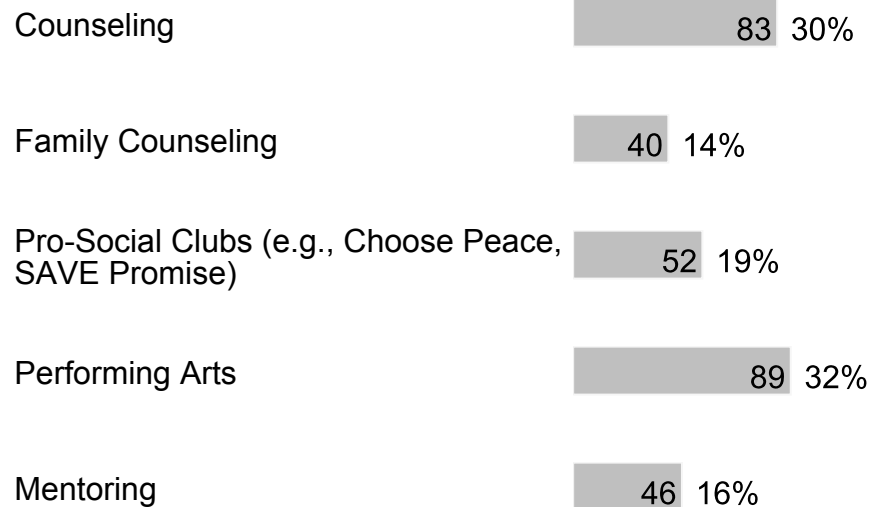 Counseling 83 30%
Family Counseling 40 14%
Pro-Social Clubs (e.g., Choose Peace,
SAVE Promise) 52 19%
Performing Arts 89 32%
Mentoring 46 16%